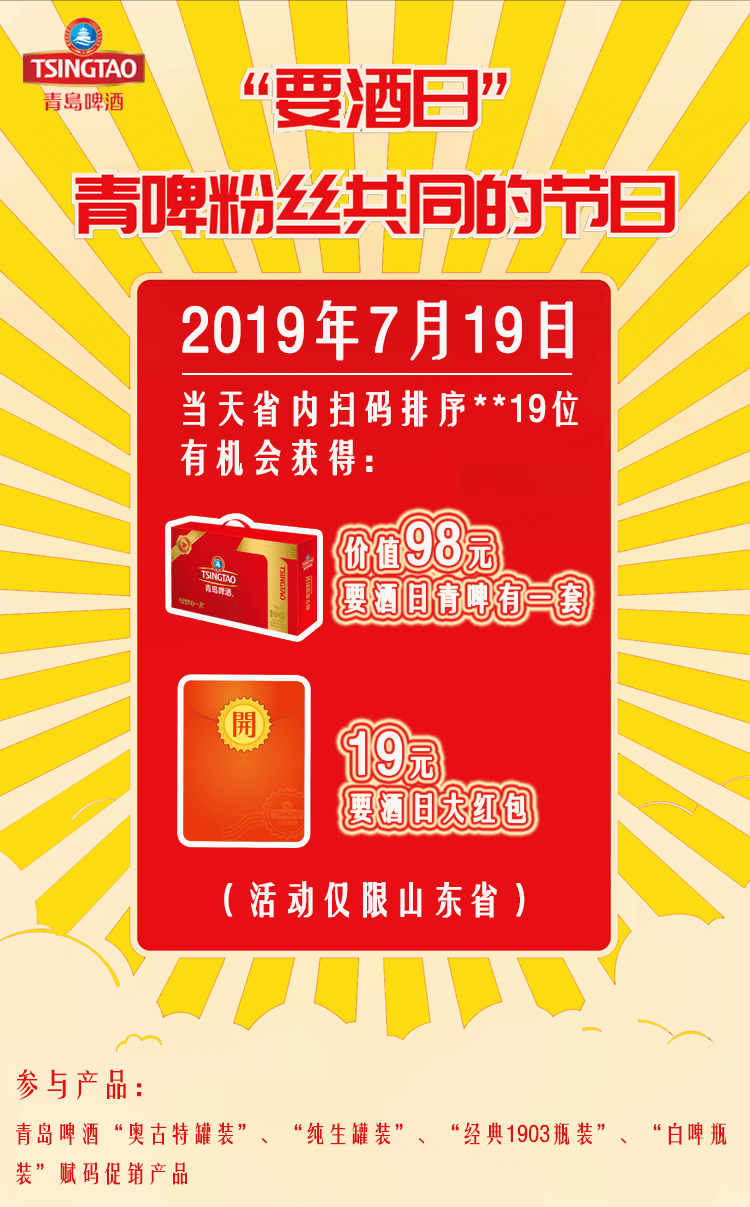 TSINGTAO
青岛啤酒
“要酒日”
青啤粉丝共同的节日
2019年7月19日
当天省内扫码排序**19位
有机会获得：
TSINGTAO
青岛啤酒
TSINGTAO
价值98元
要酒日青啤有一套
開
19元
要酒日大红包
（活动仅限山东省）
参与产品：
青岛啤酒“奥古特罐装”、“纯生罐装”、“经典1903瓶装”、“白啤瓶
装”赋码促销产品